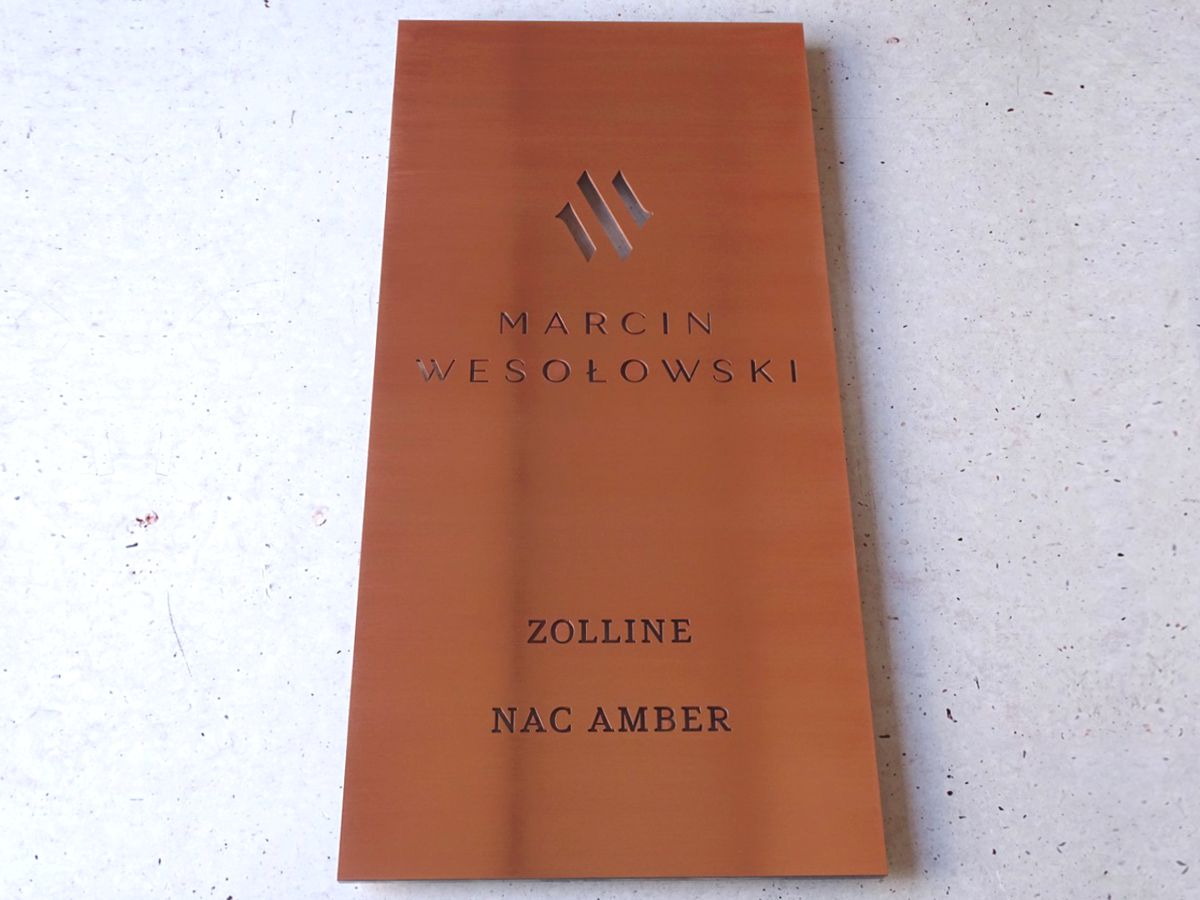 MARCIN
WESOŁOWSKI
ZOLLINE
NAC AMBER